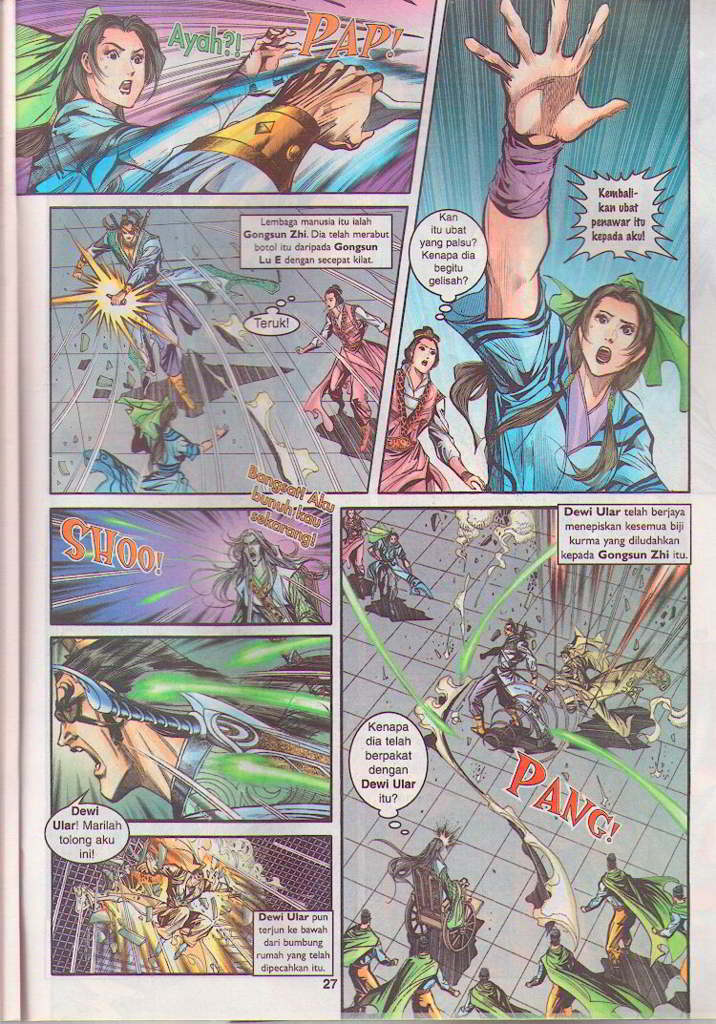 Ayah?!
PAP!
Kembali-
kan ubat
penawar itu
kepada aku!
Kan
itu ubat
yang palsu?
Kenapa dia
begitu
gelisah?
Lembaga manusia itu ialah
Gongsun Zhi. Dia telah merabut
botol itu daripada Gongsun
Lu E dengan secepat kilat.
Teruk!
Bangsat! Aku
bunuh kau
sekarang!
SHOO!
Dewi
Ular! Marilah
tolong aku
ini!
Dewi Ular pun
terjun ke bawah
dari bumbung
rumah yang telah
dipecahkan itu.
Dewi Ular telah berjaya
menepiskan kesemua biji
kurma yang diludahkan
kepada Gongsun Zhi itu.
Kenapa
dia telah
berpakat
dengan
Dewi Ular
itu?
PANG!
27